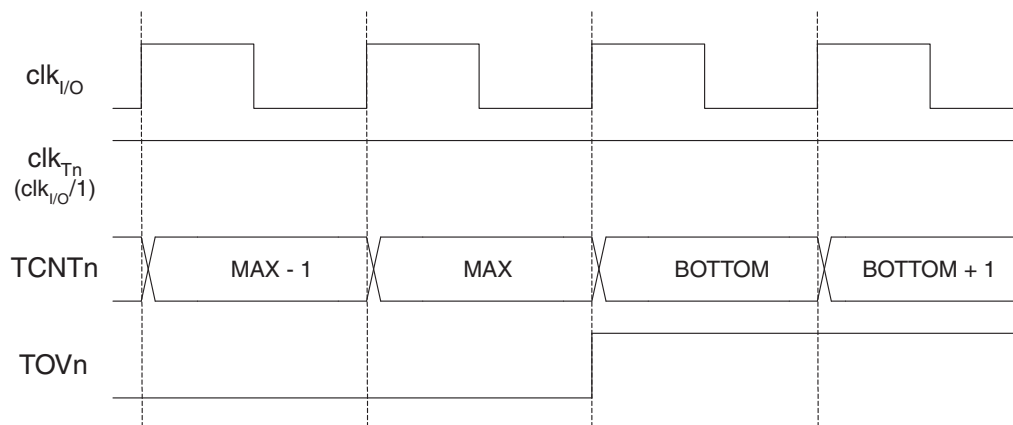 clkI/O
clkTn
(clkI/O/1)
TCNTn MAX - 1 MAX BOTTOM BOTTOM + 1
TOVn